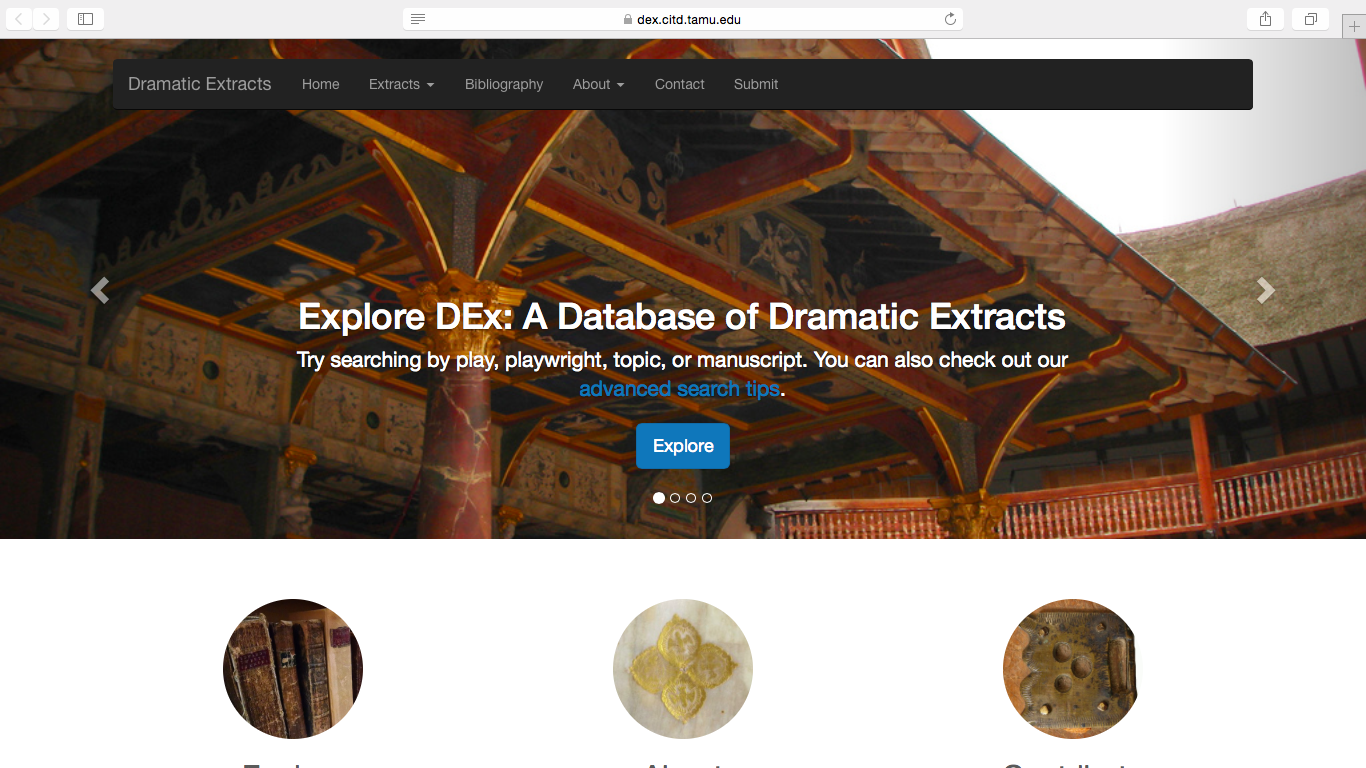 dex.citd.tamu.edu
Dramatic Extracts Home Extracts Bibliography About Contact Submit
Explore DEx: A Database of Dramatic Extracts
Try searching by play, playwright, topic, or manuscript. You can also check out our
advanced search tips.
Explore